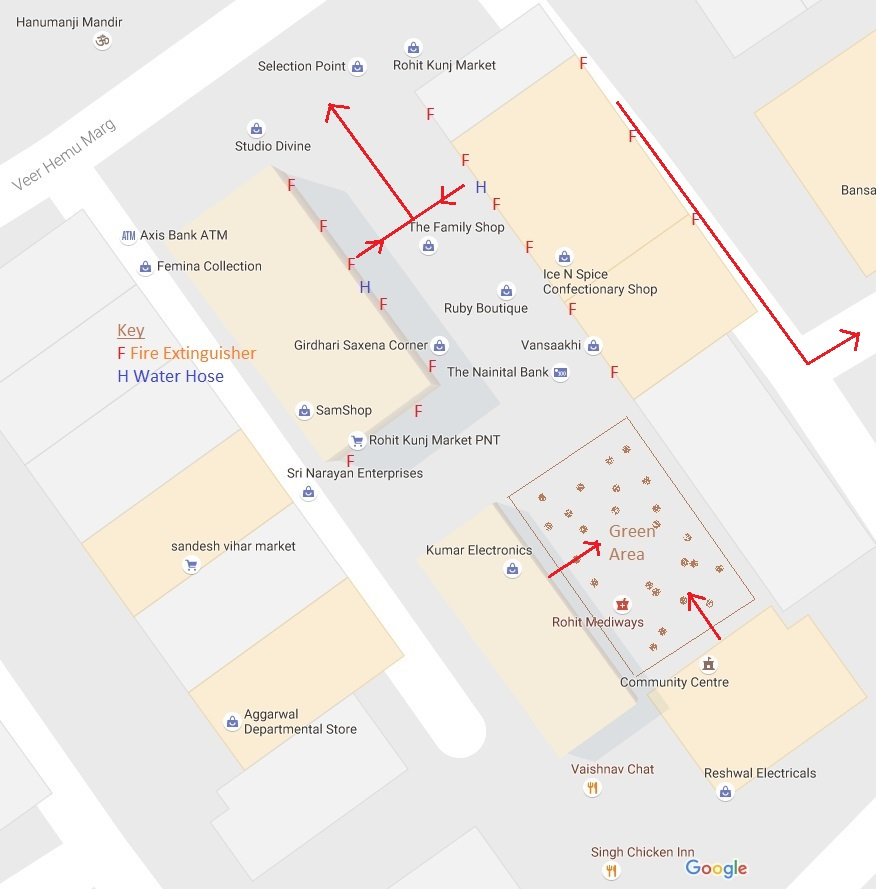 Hanumanji Mandir
Selection Point
Rohit Kunj Market
F
F
Veer Hemu Marg
Studio Divine
F
F
F
H
F
F
F
F
Axis Bank ATM
The Family Shop
Bansa
Femina Collection
F
F
H
F
Ice N Spice
Confectionary Shop
Ruby Boutique
F
Key
F Fire Extinguisher
H Water Hose
Girdhari Saxena Corner
Vansaakhi
F
The Nainital Bank
F
SamShop
F
Rohit Kunj Market PNT
F
Sri Narayan Enterprises
Green
Area
sandesh vihar market
Kumar Electronics
Rohit Mediways
Community Centre
Aggarwal
Departmental Store
Vaishnav Chat
Reshwal Electricals
Singh Chicken Inn
Google